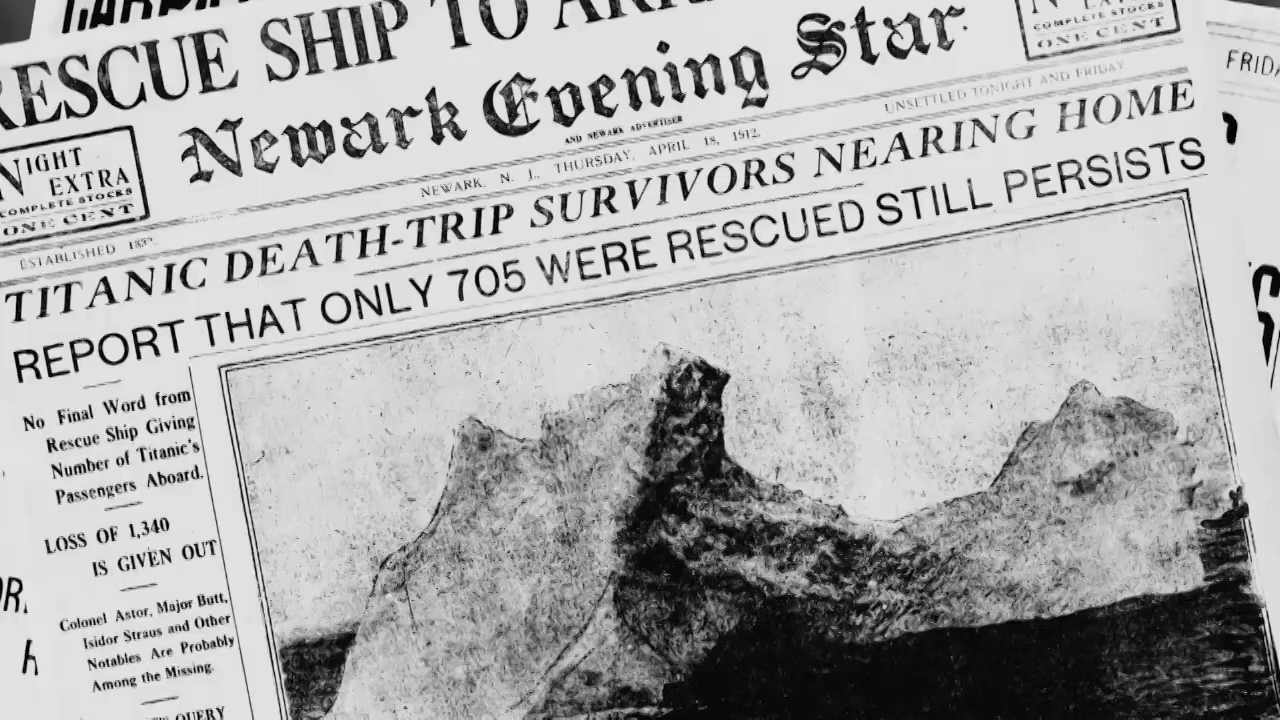 RESCUE SHIP TO
Newark Evening Star
AND NEWARK ADVERTISER
COMPLETE STOCKS
ONE CENT
NIGHT
EXTRA
COMPLETE STOCKS
ONE CENT
ESTABLISHED
NEWARK, N. J., THURSDAY, APRIL 18, 1912.
UNSETTLED TONIGHT AND FRIDAY
TITANIC DEATH-TRIP SURVIVORS NEARING HOME
REPORT THAT ONLY 705 WERE RESCUED STILL PERSISTS
No Final Word from
Rescue Ship Giving
Number of Titanic's
Passengers Aboard.
LOSS OF 1,340
IS GIVEN OUT
Colonel Astor, Major Butt,
Isidor Straus and Other
Notables Are Probably
Among the Missing.
QUERY